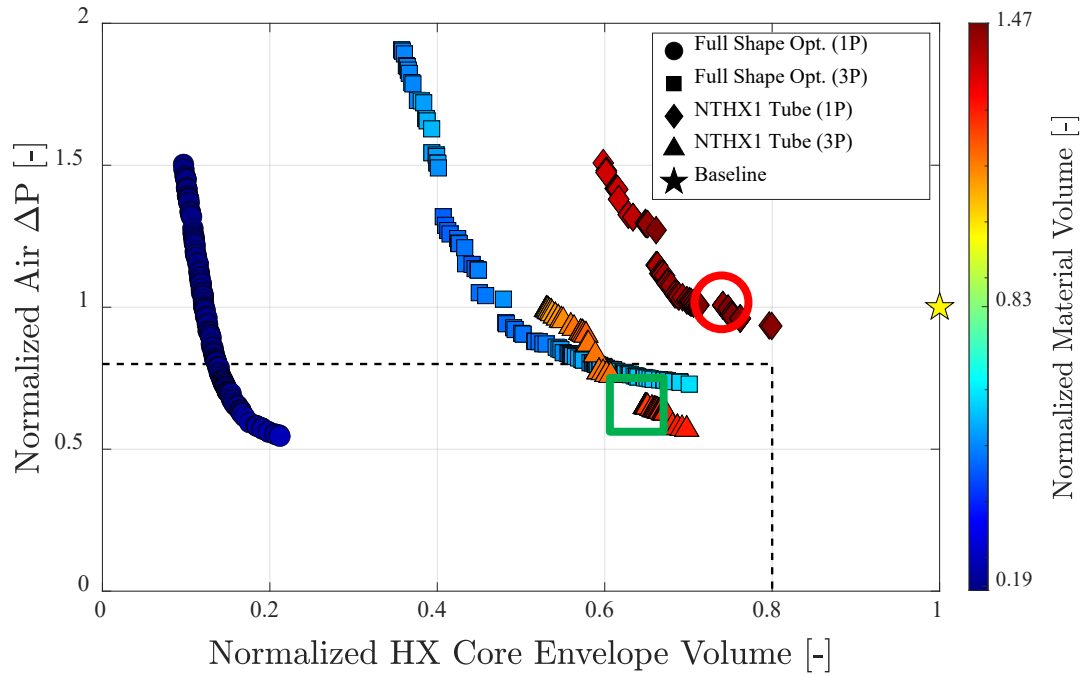 2
1.5
1
0.5
0
Normalized Air ΔP [-]
0
0.2
0.4
0.6
0.8
1
Normalized HX Core Envelope Volume [-]
Full Shape Opt. (1P)
Full Shape Opt. (3P)
NTHX1 Tube (1P)
NTHX1 Tube (3P)
Baseline
1.47
0.83
0.19
Normalized Material Volume [-]